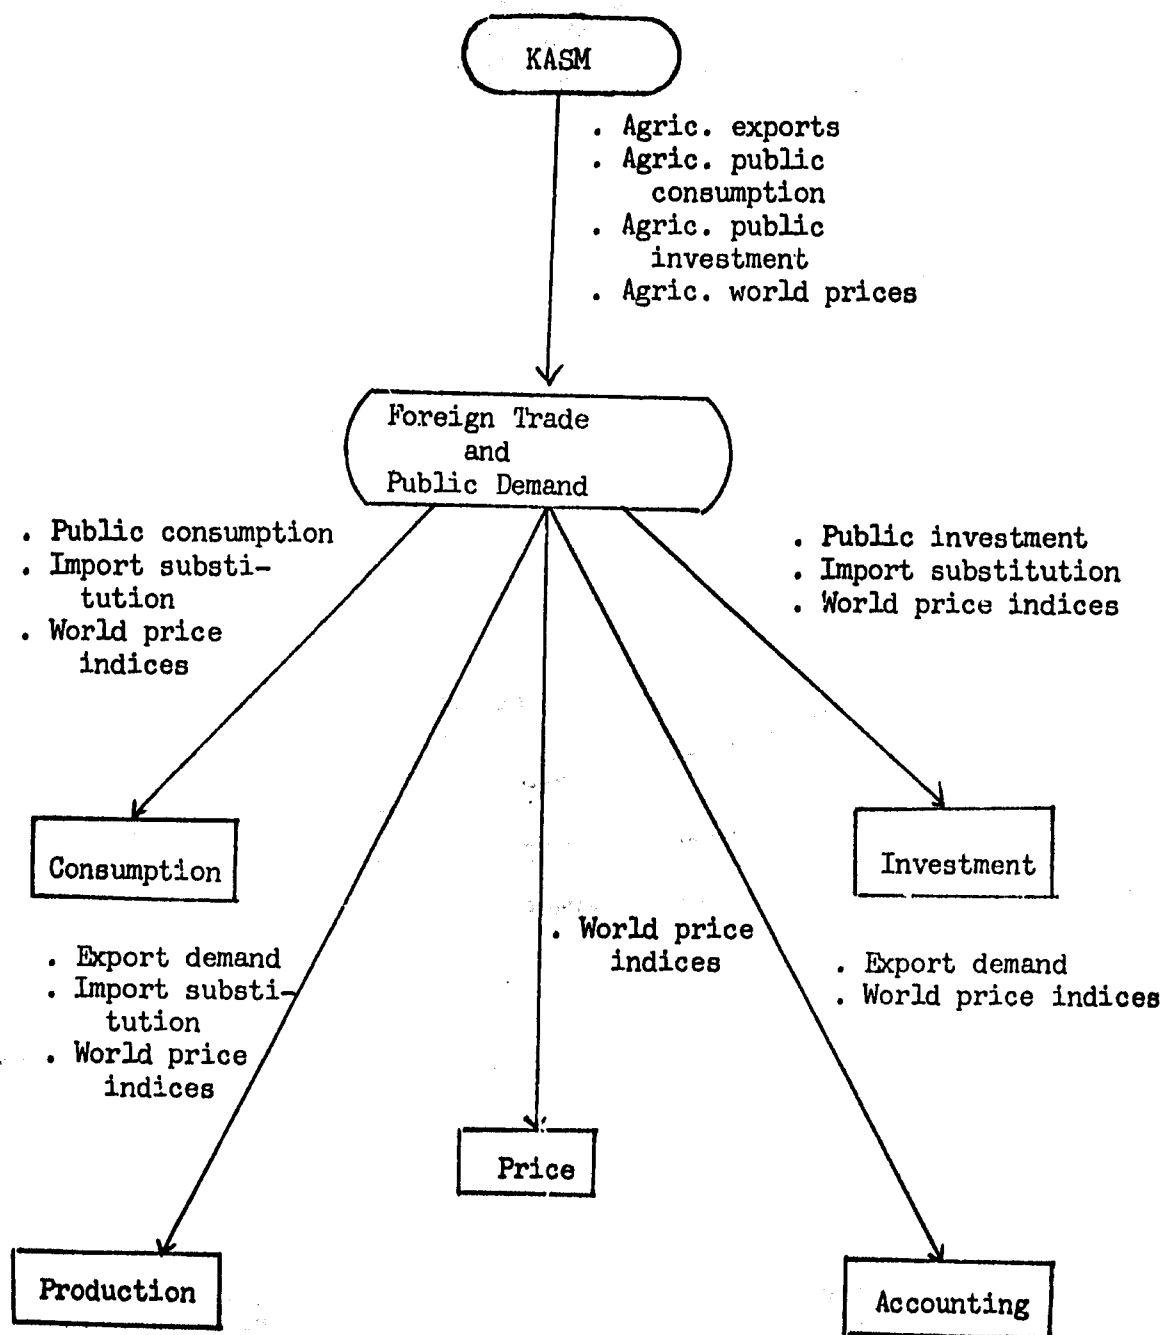 KASM
. Agric. exports
. Agric. public
consumption
. Agric. public
investment
. Agric. world prices
Foreign Trade
and
Public Demand
. Public consumption
. Import substi-
tution
. World price
indices
. Public investment
. Import substitution
. World price indices
Consumption
Investment
. Export demand
. Import substi-
tution
. World price
indices
. World price
indices
. Export demand
. World price indices
Price
Production
Accounting